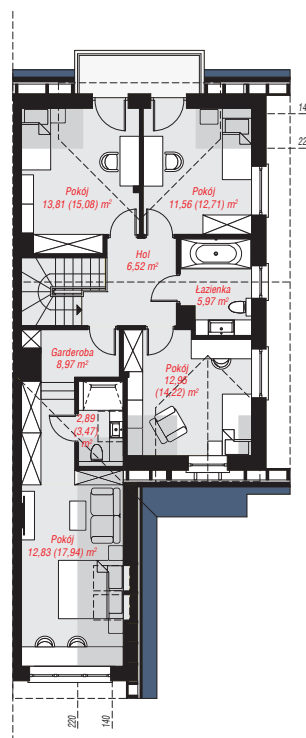 14
22
Pokój
13,81 (15,08) m²
Pokój
11,56 (12,71) m²
Hol
6,52 m²
Łazienka
5,97 m²
Garderoba
8,97 m²
Pokój
12,95
(14,22) m²
2,89
(3,47)
m²
Pokój
12,83 (17,94) m²
220
140